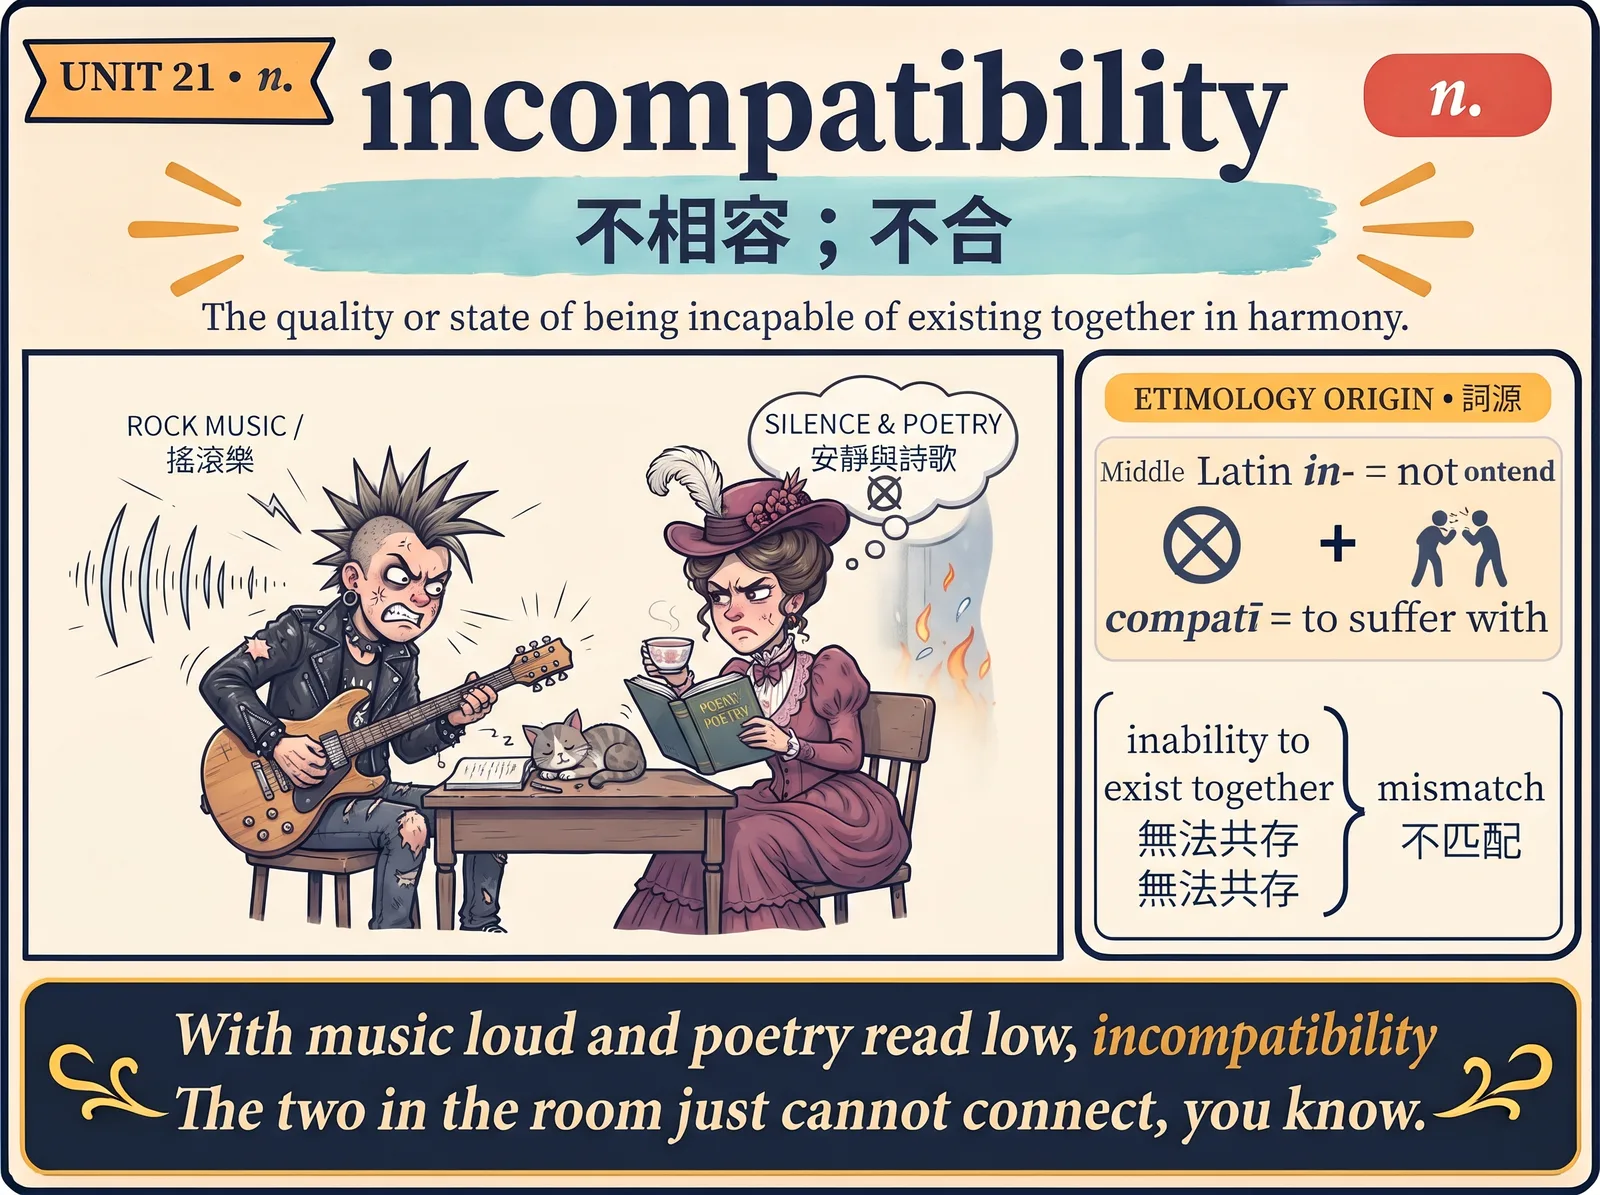 UNIT 21 • n.
incompatibility
n.
不相容；不合
The quality or state of being incapable of existing together in harmony.
ROCK MUSIC /
搖滾樂
SILENCE & POETRY
安靜與詩歌
POETRY
z z
ETIMOLOGY ORIGIN • 詞源
Middle Latin in- = not ontend
+
compatī = to suffer with
inability to
exist together
無法共存
無法共存
mismatch
不匹配
With music loud and poetry read low, incompatibility
The two in the room just cannot connect, you know.